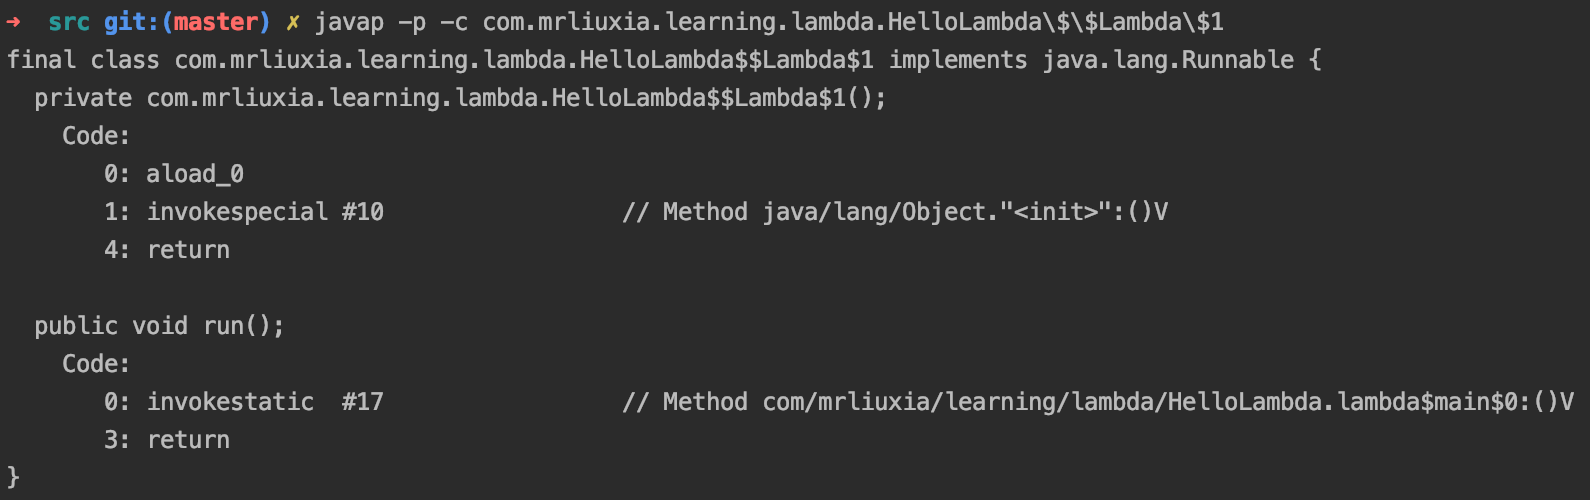 → src git:(master) ✗ javap -p -c com.mrliuxia.learning.lambda.HelloLambda\$\$Lambda\$1
final class com.mrliuxia.learning.lambda.HelloLambda$$Lambda$1 implements java.lang.Runnable {
  private com.mrliuxia.learning.lambda.HelloLambda$$Lambda$1();
    Code:
       0: aload_0
       1: invokespecial #10                 // Method java/lang/Object."<init>":()V
       4: return

  public void run();
    Code:
       0: invokestatic  #17                 // Method com/mrliuxia/learning/lambda/HelloLambda.lambda$main$0:()V
       3: return
}